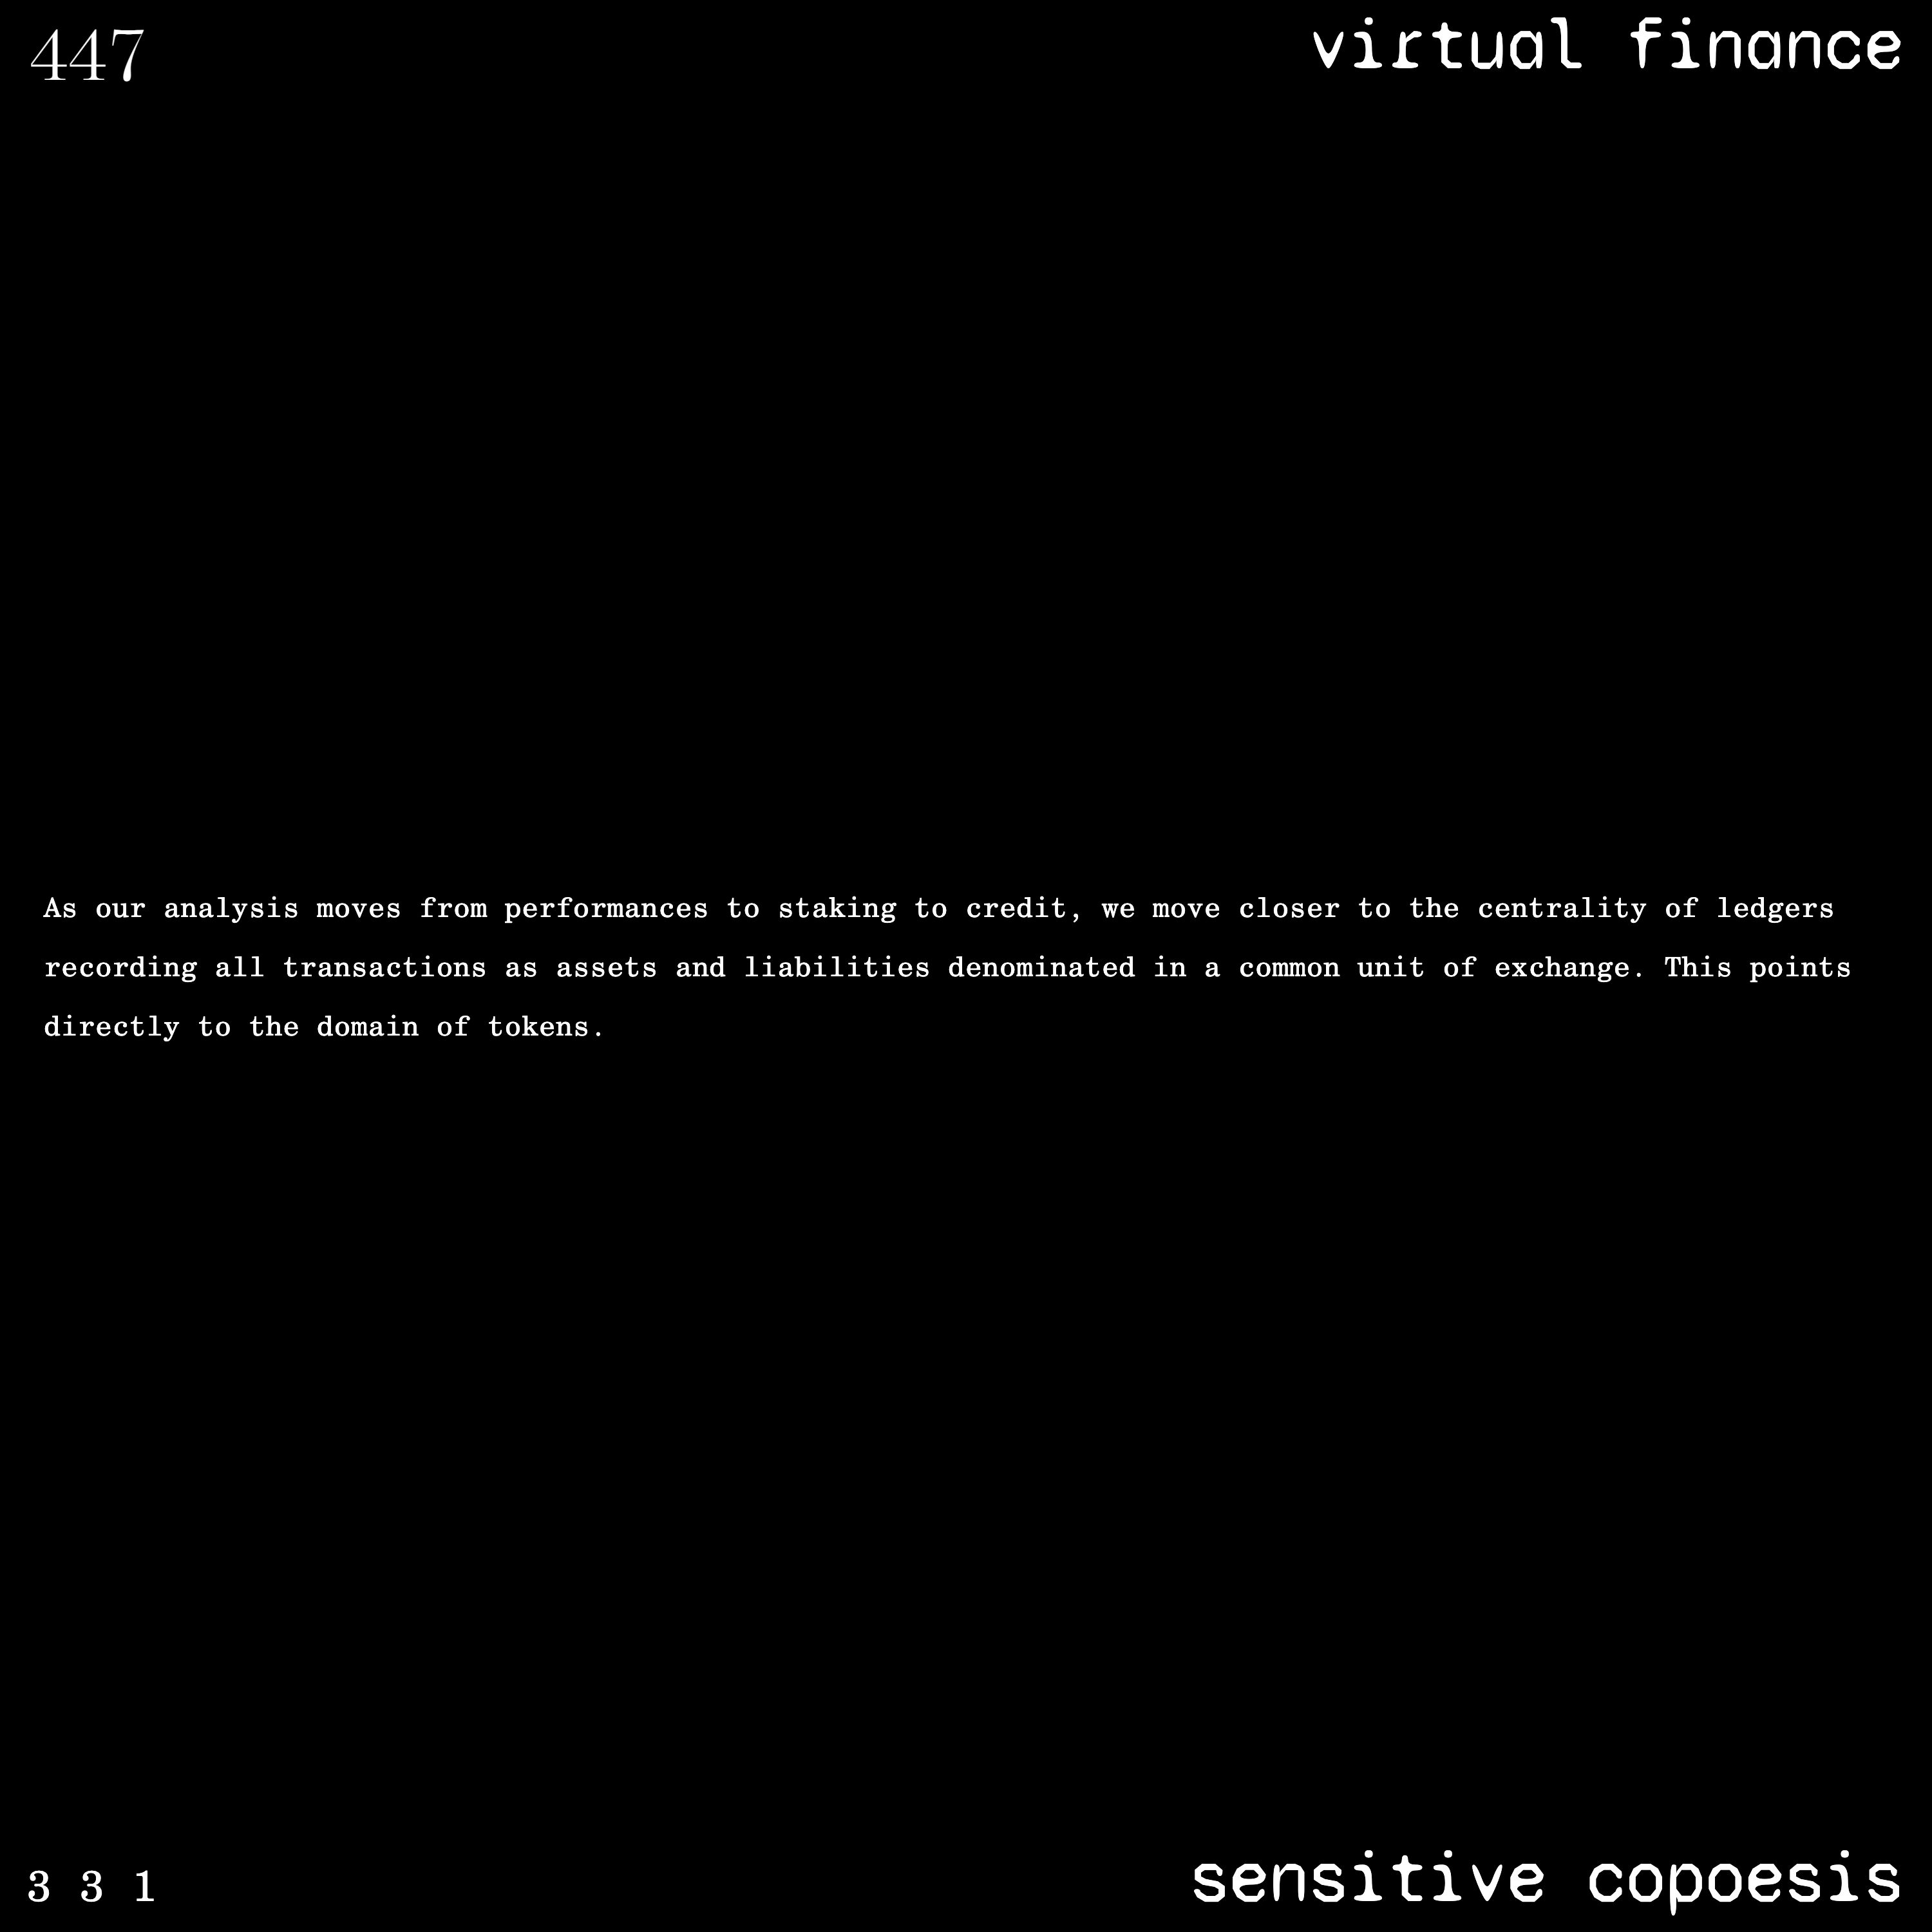 447
virtual finance
As our analysis moves from performances to staking to credit, we move closer to the centrality of ledgers
recording all transactions as assets and liabilities denominated in a common unit of exchange. This points
directly to the domain of tokens.
3 3 1
sensitive copoesis